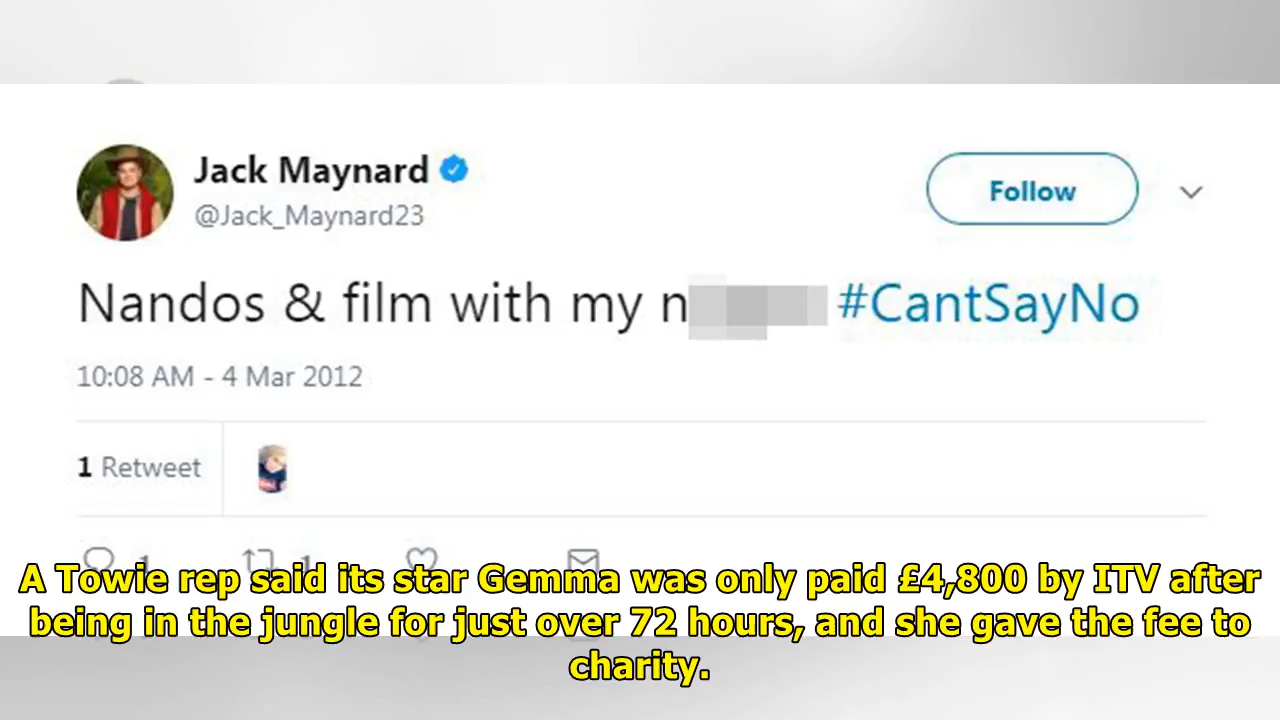 Jack Maynard
@Jack_Maynard23
Follow
Nandos & film with my n #CantSayNo
10:08 AM - 4 Mar 2012
1 Retweet
1 1
A Towie rep said its star Gemma was only paid £4,800 by ITV after
being in the jungle for just over 72 hours, and she gave the fee to
charity.